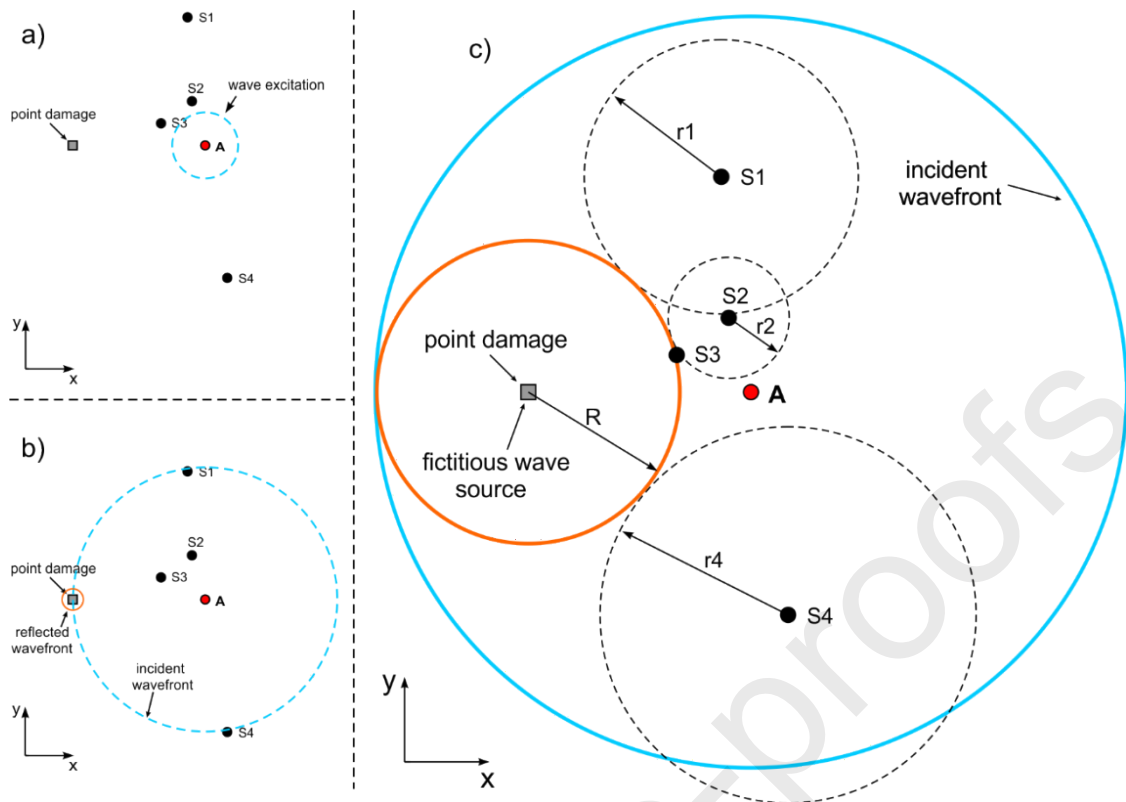 a)
S1
S2
wave excitation
point damage
S3
A
S4
y
x
b)
S1
S2
S3
point damage
A
reflected
wavefront
incident
wavefront
S4
y
x
c)
r1
S1
incident
wavefront
S2
r2
S3
point damage
A
R
fictitious wave
source
r4
S4
y
x
-proofs